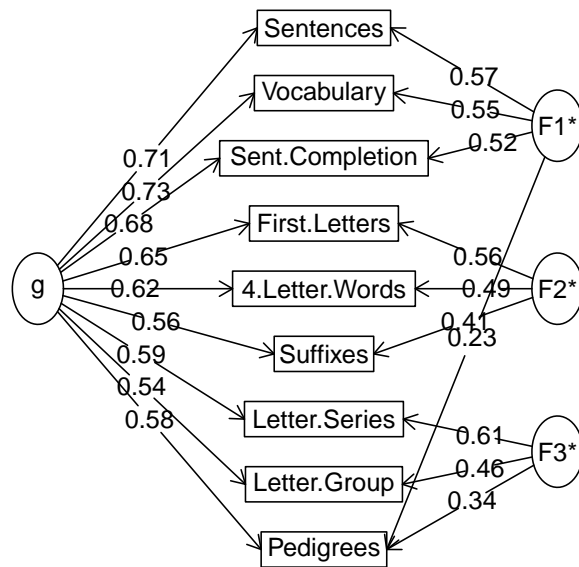 Sentences
0.57
Vocabulary
0.55
F1*
0.71
Sent.Completion
0.52
0.73
0.68
First.Letters
0.65
0.56
g
0.62
4.Letter.Words
0.49
F2*
0.56
0.41
0.23
Suffixes
0.59
0.54
0.58
Letter.Series
0.61
F3*
0.46
Letter.Group
0.34
Pedigrees